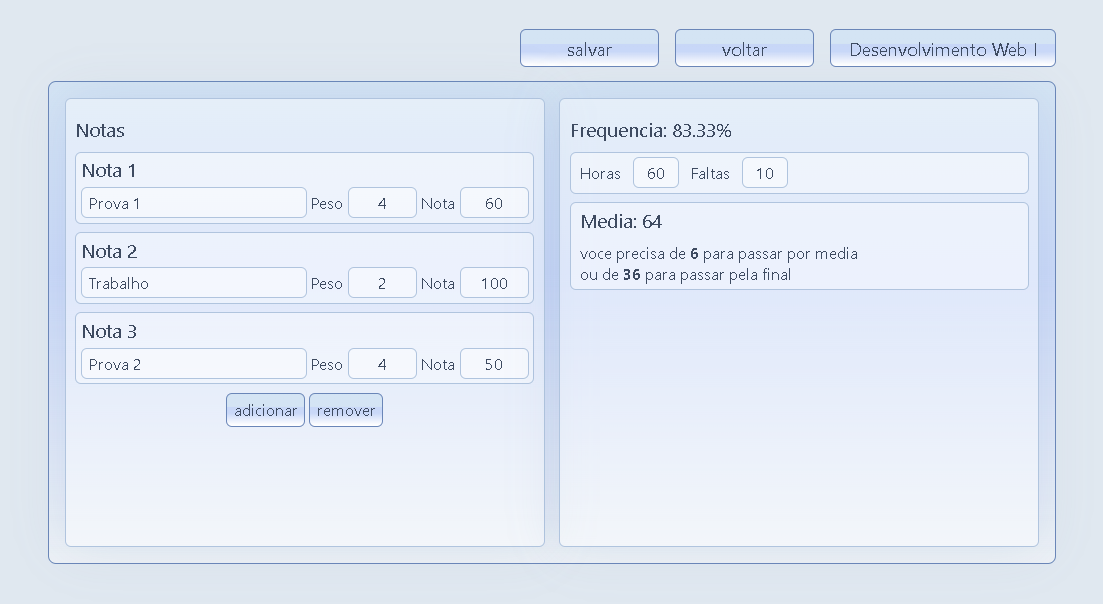 salvar voltar Desenvolvimento Web I
Notas
Nota 1
Prova 1 Peso 4 Nota 60
Nota 2
Trabalho Peso 2 Nota 100
Nota 3
Prova 2 Peso 4 Nota 50
adicionar remover
Frequencia: 83.33%
Horas 60 Faltas 10
Media: 64
voce precisa de 6 para passar por media
ou de 36 para passar pela final